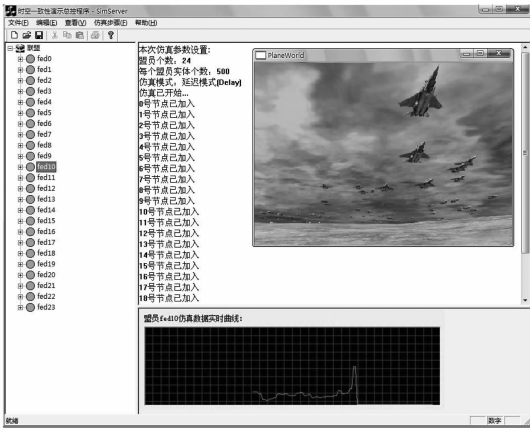 时空一致性演示总控程序 - SimServer
文件(F) 编辑(E) 查看(V) 仿真步骤(F) 帮助(H)
联盟
fed0
fed1
fed2
fed3
fed4
fed5
fed6
fed7
fed8
fed9
fed10
fed11
fed12
fed13
fed14
fed15
fed16
fed17
fed18
fed19
fed20
fed21
fed22
fed23
本次仿真参数设置:
盟员个数: 24
每个盟员实体个数: 500
仿真模式: 延迟模式(Delay)
仿真已开始...
0号节点已加入
1号节点已加入
2号节点已加入
3号节点已加入
4号节点已加入
5号节点已加入
6号节点已加入
7号节点已加入
8号节点已加入
9号节点已加入
10号节点已加入
11号节点已加入
12号节点已加入
13号节点已加入
14号节点已加入
15号节点已加入
16号节点已加入
17号节点已加入
18号节点已加入
PlaneWorld
盟员fed10仿真数据实时曲线:
就绪
数字